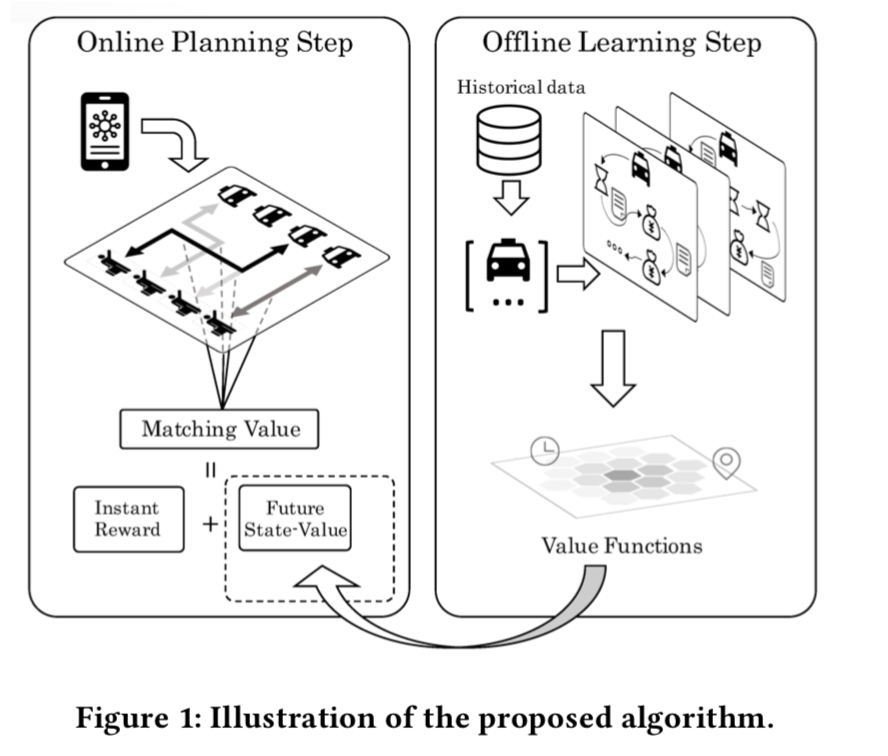 Online Planning Step
Matching Value
=
Instant
Reward
+
Future
State-Value
Offline Learning Step
Historical data
[
...
]
¥
¥
¥
Value Functions
Figure 1: Illustration of the proposed algorithm.